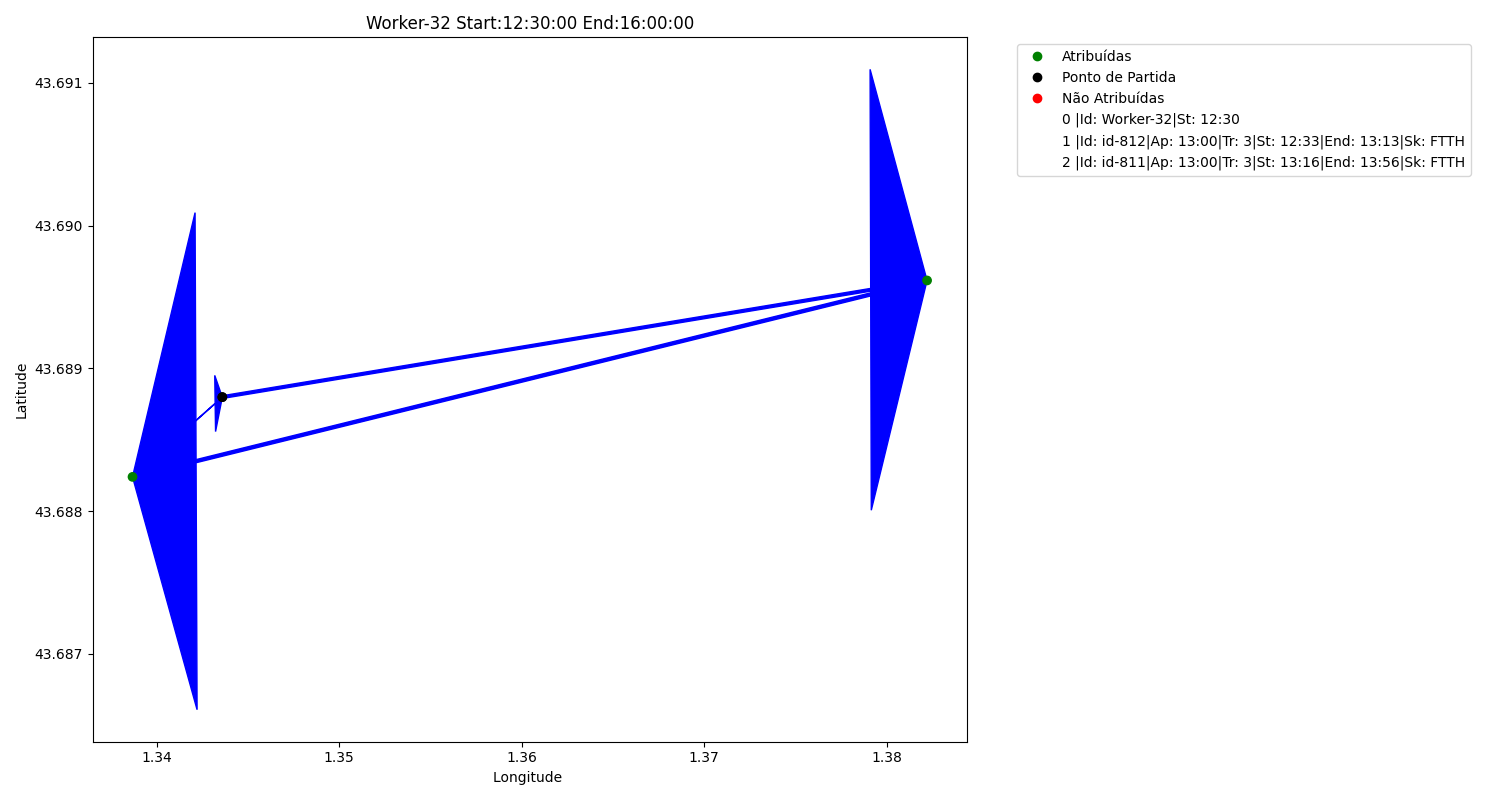 Worker-32 Start:12:30:00 End:16:00:00
43.691
43.690
43.689
43.688
43.687
Latitude
1.34
1.35
1.36
1.37
1.38
Longitude
Atribuídas
Ponto de Partida
Não Atribuídas
0 |Id: Worker-32|St: 12:30
1 |Id: id-812|Ap: 13:00|Tr: 3|St: 12:33|End: 13:13|Sk: FTTH
2 |Id: id-811|Ap: 13:00|Tr: 3|St: 13:16|End: 13:56|Sk: FTTH